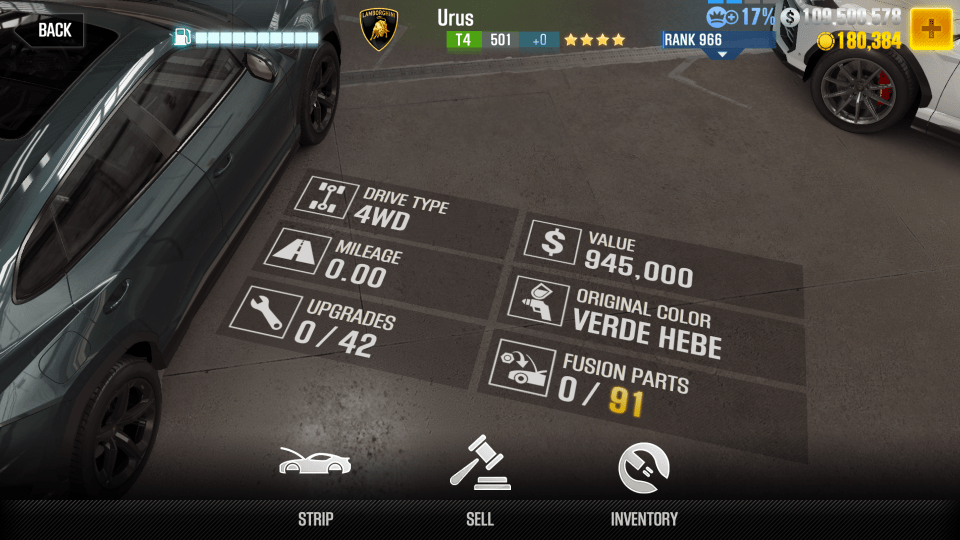 BACK
LAMBORGHINI
Urus
T4 501 +0
17%
RANK 966
180,384
DRIVE TYPE
4WD
MILEAGE
0.00
UPGRADES
0 / 42
VALUE
945,000
ORIGINAL COLOR
VERDE HEBE
FUSION PARTS
0 / 91
STRIP
SELL
INVENTORY